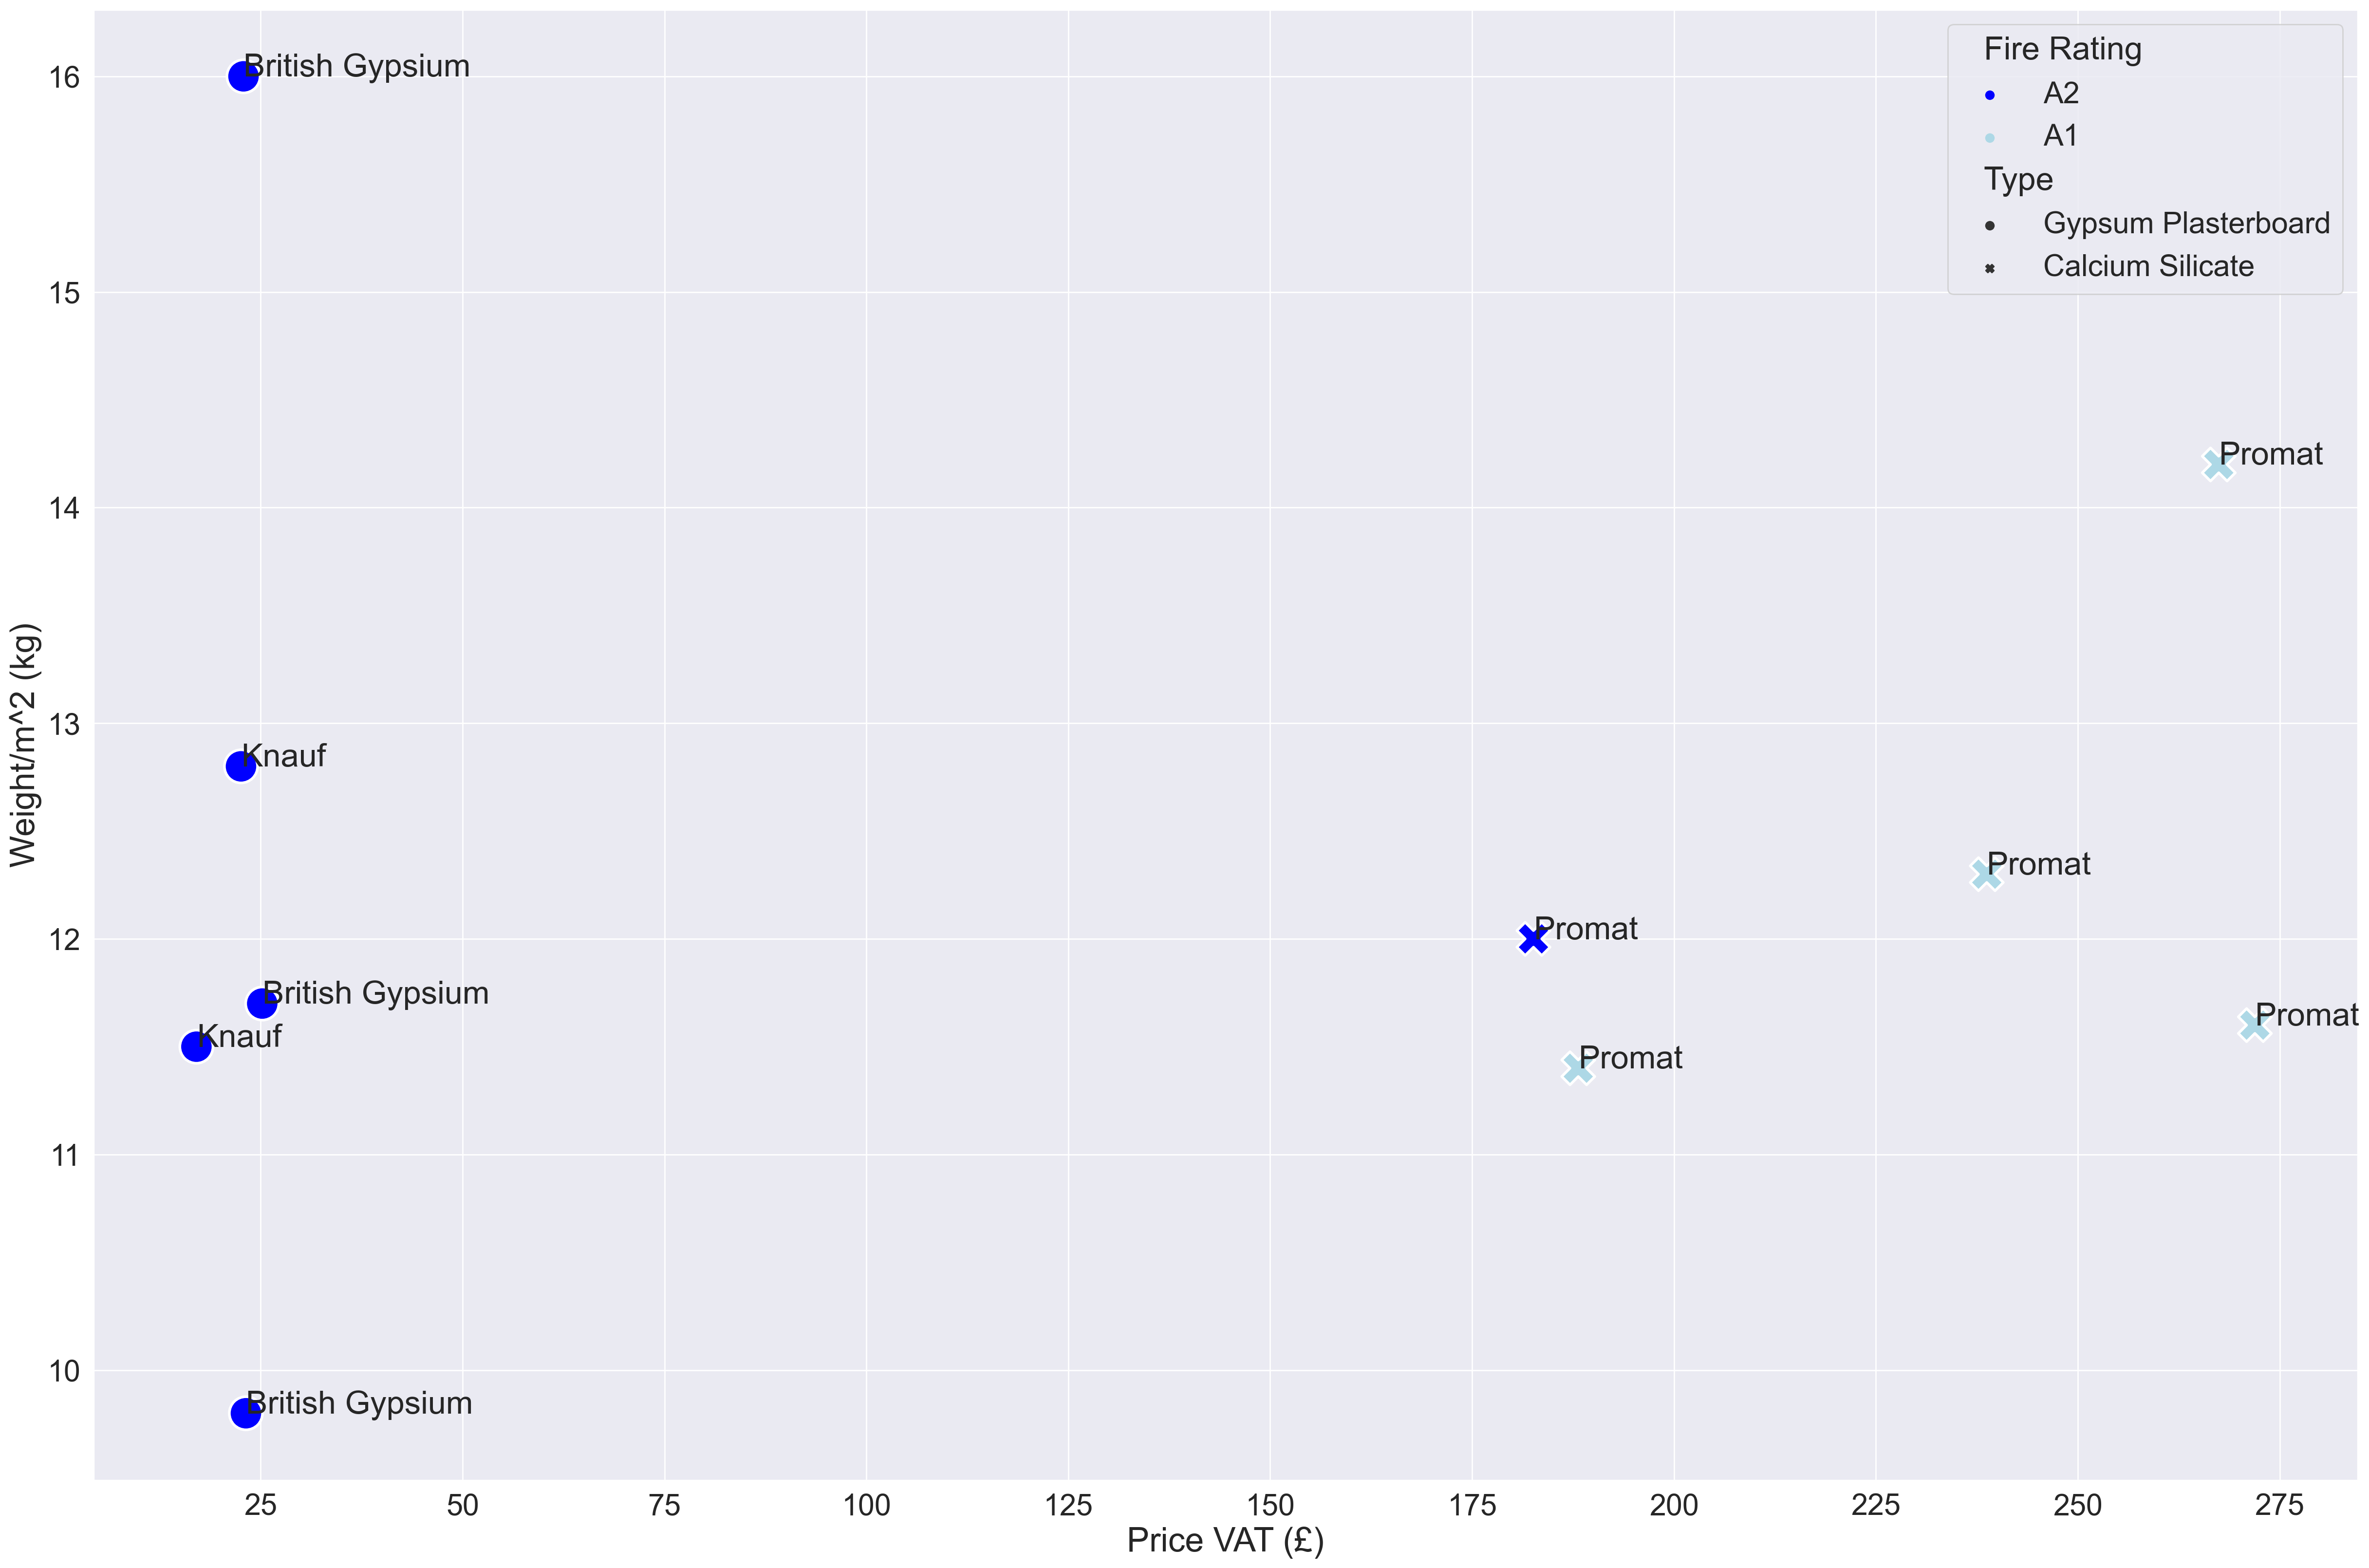 British Gypsium
Promat
Knauf
Promat
Promat
British Gypsium
Promat
Knauf
Promat
British Gypsium
Fire Rating
A2
A1
Type
Gypsum Plasterboard
Calcium Silicate
16
15
14
13
12
11
10
Weight/m^2 (kg)
25 50 75 100 125 150 175 200 225 250 275
Price VAT (£)